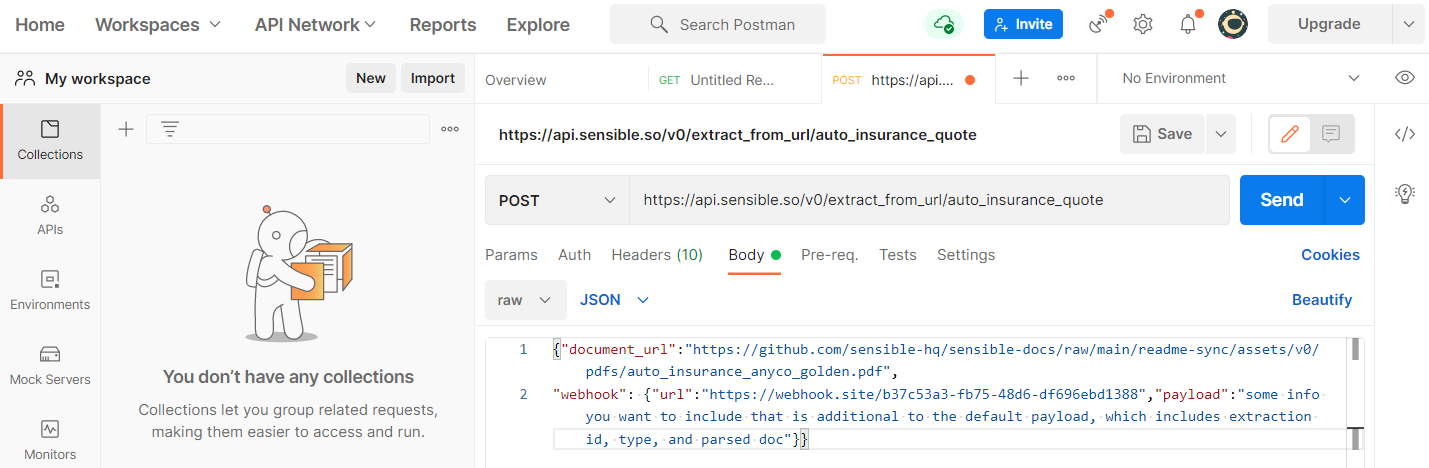 Home Workspaces API Network Reports Explore Search Postman Invite Upgrade
My workspace New Import
Overview GET Untitled Re... POST https://api.... No Environment
Collections
APIs
Environments
Mock Servers
Monitors
You don't have any collections
Collections let you group related requests,
making them easier to access and run.
https://api.sensible.so/v0/extract_from_url/auto_insurance_quote Save
POST https://api.sensible.so/v0/extract_from_url/auto_insurance_quote Send
Params Auth Headers (10) Body Pre-req. Tests Settings Cookies
raw JSON Beautify
1 {"document_url":"https://github.com/sensible-hq/sensible-docs/raw/main/readme-sync/assets/v0/
pdfs/auto_insurance_anyco_golden.pdf",
2 "webhook": {"url":"https://webhook.site/b37c53a3-fb75-48d6-df696ebd1388","payload":"some info
you want to include that is additional to the default payload, which includes extraction
id, type, and parsed doc"}}